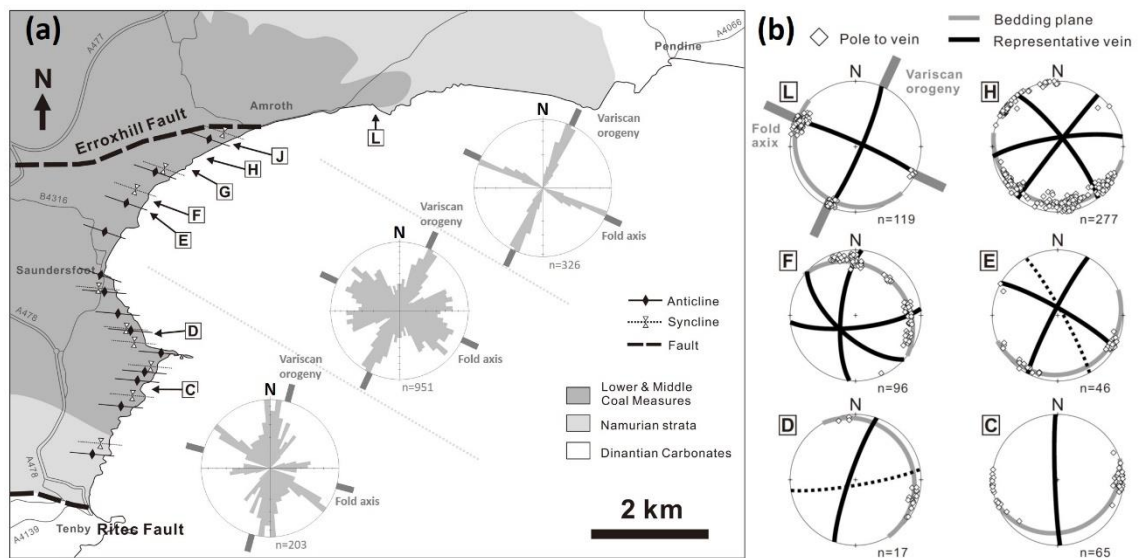 (a)
N
A477
Erroxhill Fault
Amroth
Pendine
A4066
L
J
H
G
F
E
B4316
Saundersfoot
A478
D
C
A478
Tenby
A4139
Ritec Fault
Variscan
orogeny
N
Fold axis
n=326
Variscan
orogeny
N
Fold axis
n=951
Variscan
orogeny
N
Fold axis
n=203
Anticline
Syncline
Fault
Lower & Middle
Coal Measures
Namurian strata
Dinantian Carbonates
2 km
(b)
Pole to vein
Bedding plane
Representative vein
L
N
Variscan
orogeny
Fold
axix
n=119
H
N
n=277
F
N
n=96
E
N
n=46
D
N
n=17
C
N
n=65